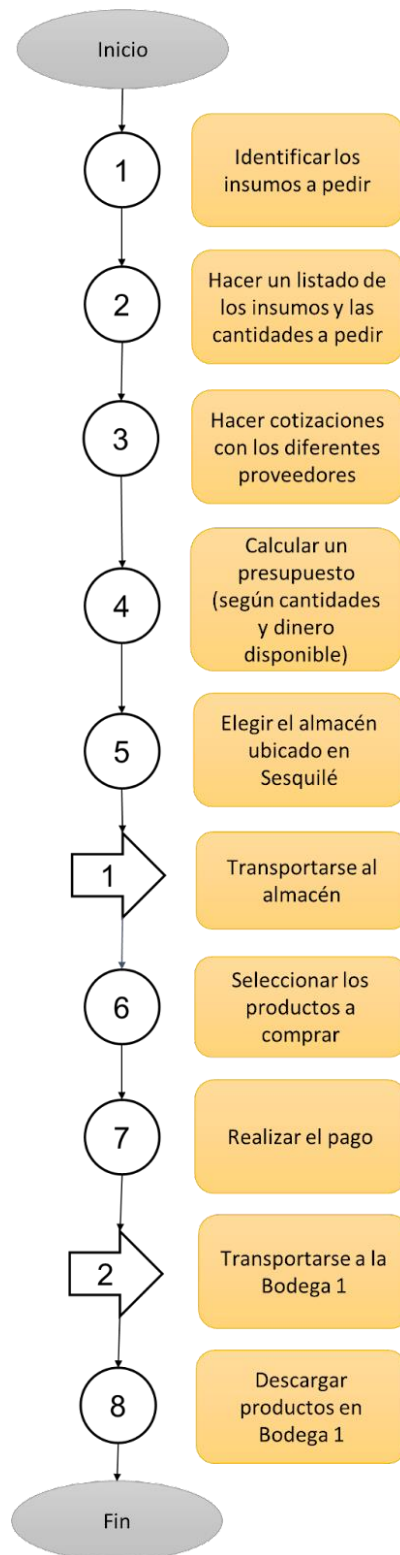 Inicio
1
Identificar los
insumos a pedir
2
Hacer un listado de
los insumos y las
cantidades a pedir
3
Hacer cotizaciones
con los diferentes
proveedores
4
Calcular un
presupuesto
(según cantidades
y dinero
disponible)
5
Elegir el almacén
ubicado en
Sesquilé
1
Transportarse al
almacén
6
Seleccionar los
productos a
comprar
7
Realizar el pago
2
Transportarse a la
Bodega 1
8
Descargar
productos en
Bodega 1
Fin